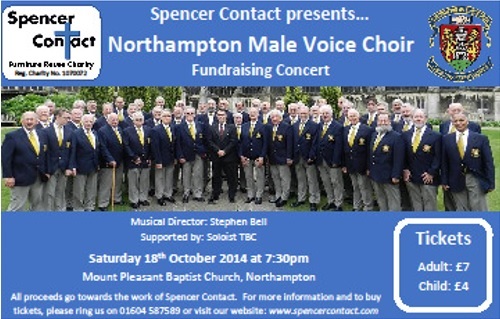 Spencer Contact presents...
Spencer
Contact
Furniture Reuse Charity
Reg. Charity No. 1070072
Northampton Male Voice Choir
Fundraising Concert
Musical Director: Stephen Bell
Supported by: Soloist TBC
Saturday 18th October 2014 at 7:30pm
Mount Pleasant Baptist Church, Northampton
Tickets
Adult: £7
Child: £4
All proceeds go towards the work of Spencer Contact. For more information and to buy
tickets, please ring us on 01604 587589 or visit our website: www.spencercontact.com